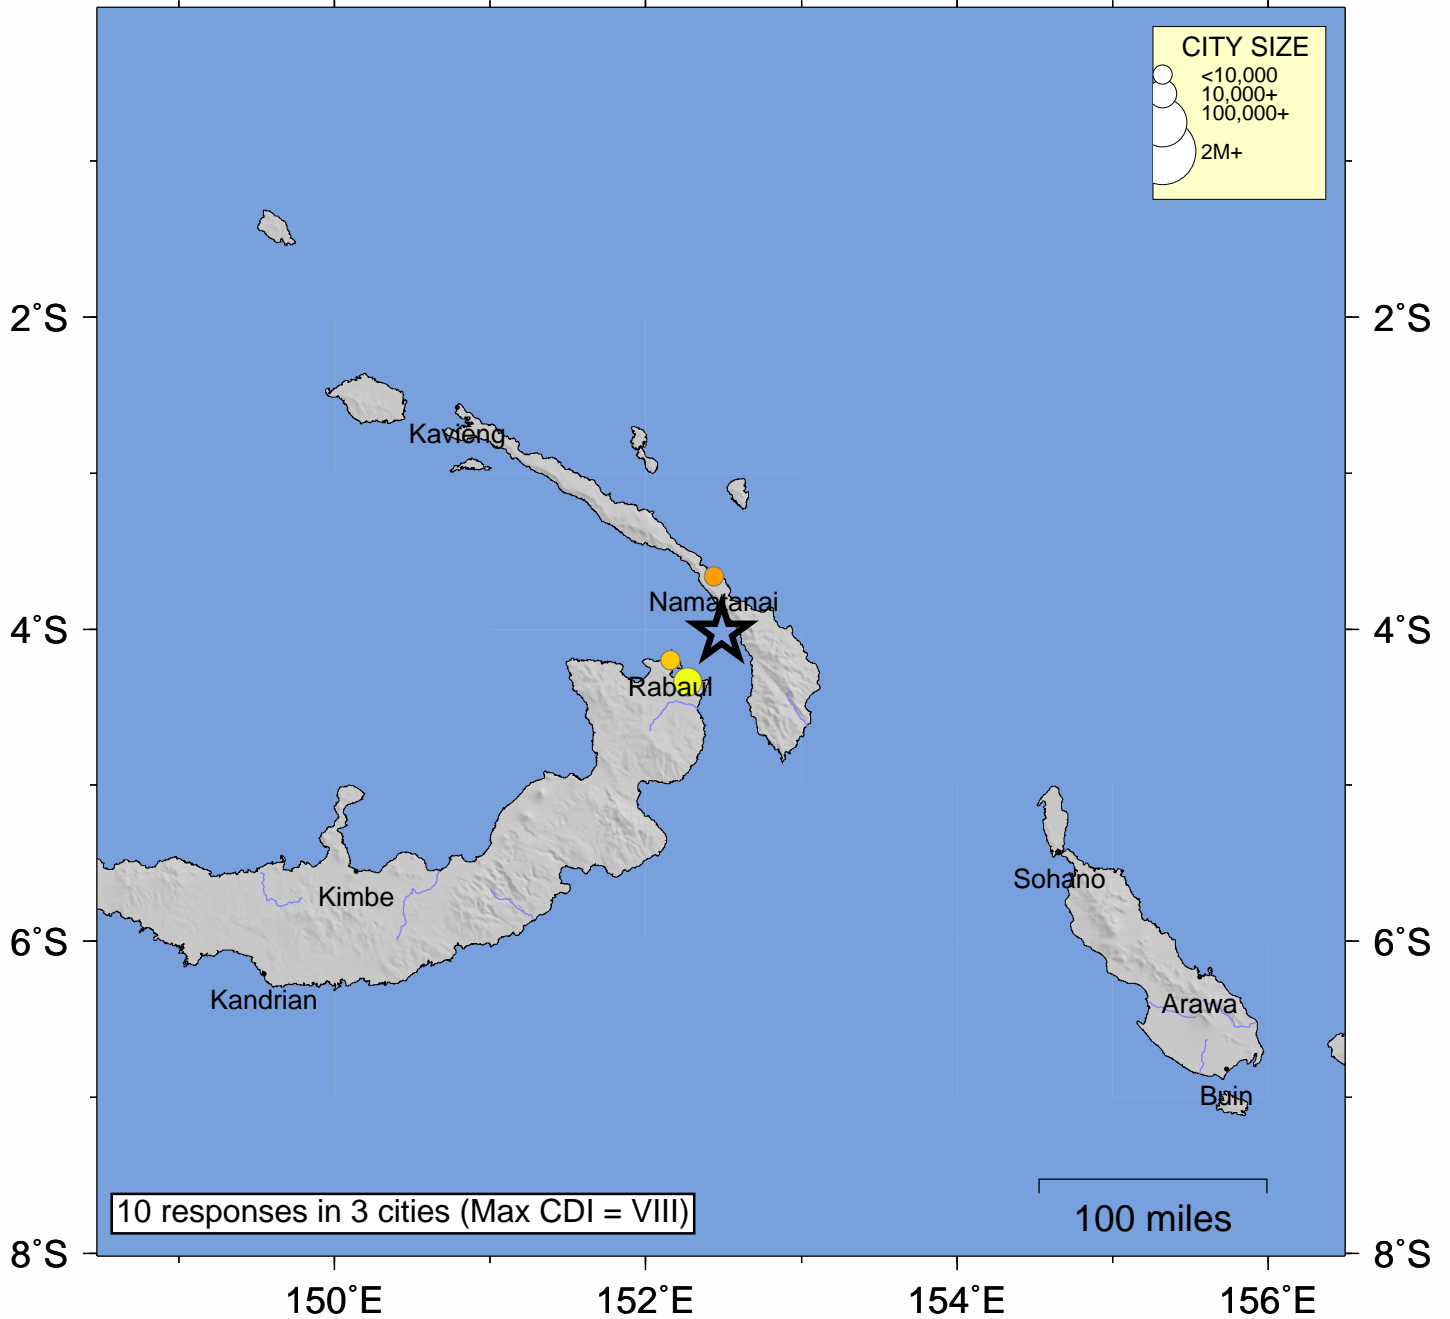 CITY SIZE
<10,000
10,000+
100,000+
2M+
2˚S
2˚S
Kavieng
Namatanai
4˚S
4˚S
Rabaul
Sohano
Kimbe
6˚S
6˚S
Kandrian
Arawa
Buin
10 responses in 3 cities (Max CDI = VIII)
100 miles
8˚S
8˚S
150˚E
152˚E
154˚E
156˚E